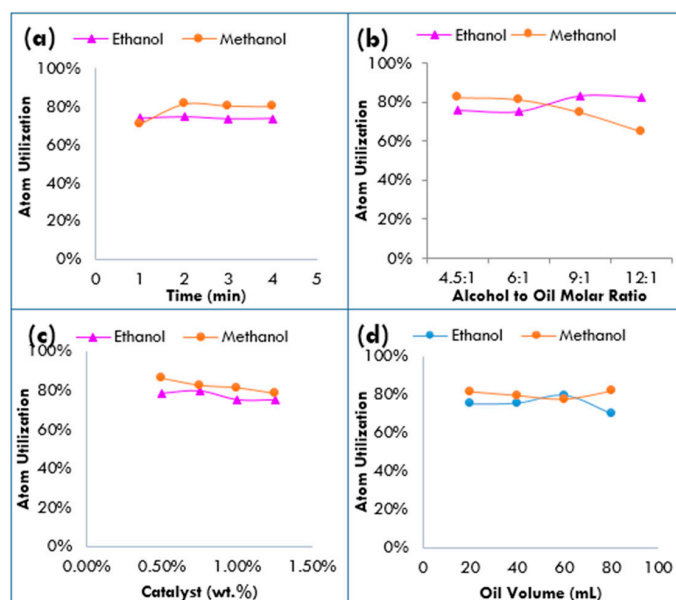 (a) Ethanol Methanol
100%
80%
60%
40%
20%
0%
0 1 2 3 4 5
Atom Utilization
Time (min)
(b) Ethanol Methanol
100%
80%
60%
40%
20%
0%
4.5:1 6:1 9:1 12:1
Atom Utilization
Alcohol to Oil Molar Ratio
(c) Ethanol Methanol
100%
80%
60%
40%
20%
0%
0.00% 0.50% 1.00% 1.50%
Atom Utilization
Catalyst (wt.%)
(d) Ethanol Methanol
100%
80%
60%
40%
20%
0%
0 20 40 60 80 100
Atom Utilization
Oil Volume (mL)